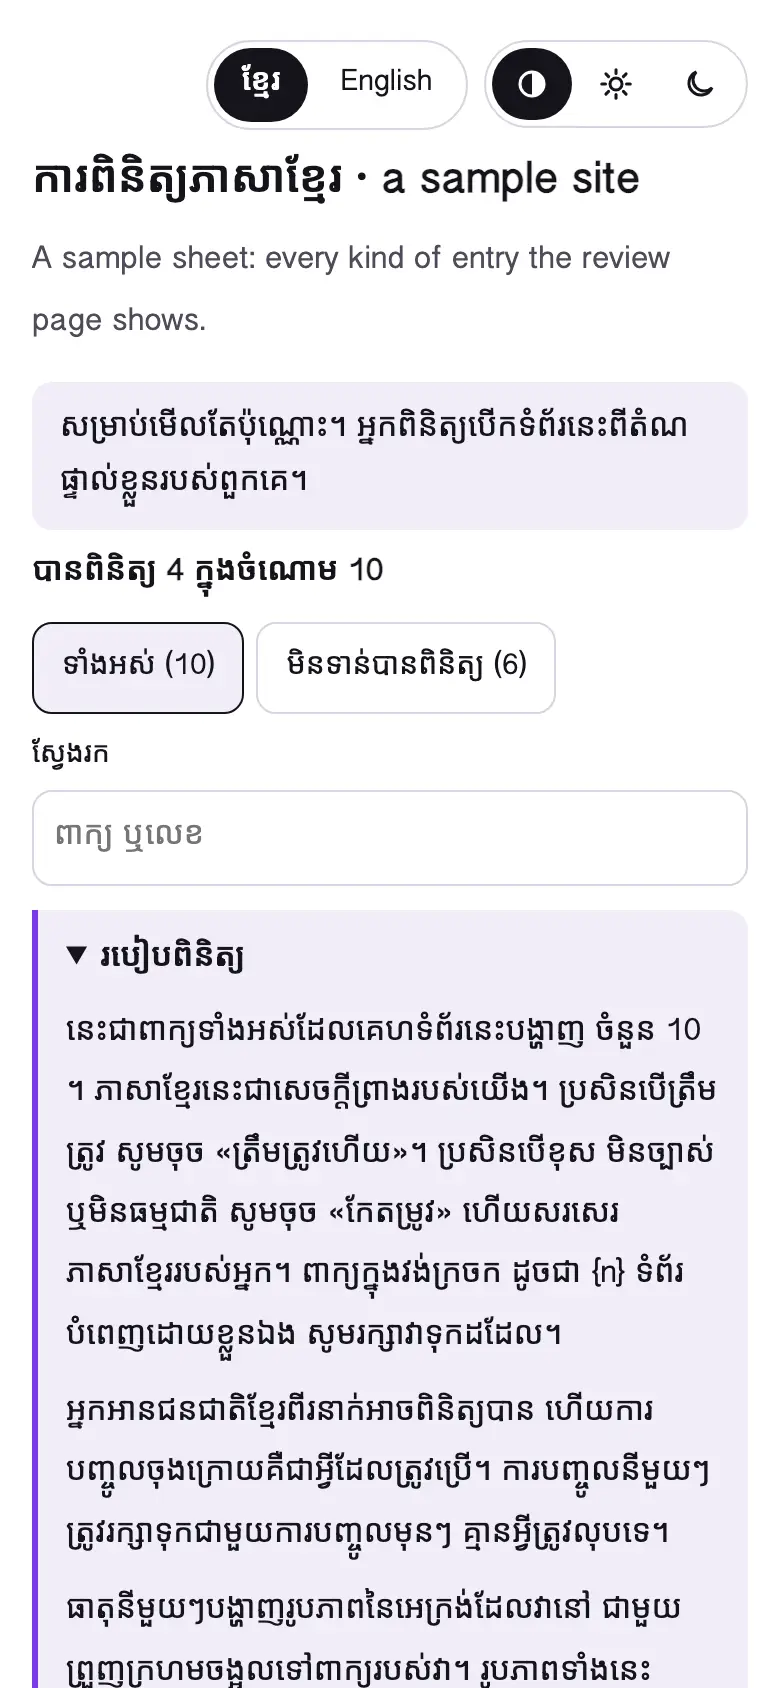 ខ្មែរ English
ការពិនិត្យភាសាខ្មែរ · a sample site
A sample sheet: every kind of entry the review
page shows.
សម្រាប់មើលតែប៉ុណ្ណោះ។ អ្នកពិនិត្យបើកទំព័រនេះពីតំណ
ផ្ទាល់ខ្លួនរបស់ពួកគេ។
បានពិនិត្យ 4 ក្នុងចំណោម 10
ទាំងអស់ (10) មិនទាន់បានពិនិត្យ (6)
ស្វែងរក
ពាក្យ ឬលេខ
▼ របៀបពិនិត្យ
នេះជាពាក្យទាំងអស់ដែលគេហទំព័រនេះបង្ហាញ ចំនួន 10
។ ភាសាខ្មែរនេះជាសេចក្តីព្រាងរបស់យើង។ ប្រសិនបើត្រឹម
ត្រូវ សូមចុច «ត្រឹមត្រូវហើយ»។ ប្រសិនបើខុស មិនច្បាស់
ឬមិនធម្មជាតិ សូមចុច «កែតម្រូវ» ហើយសរសេរ
ភាសាខ្មែររបស់អ្នក។ ពាក្យក្នុងវង់ក្រចក ដូចជា {n} ទំព័រ
បំពេញដោយខ្លួនឯង សូមរក្សាវាទុកដដែល។
អ្នកអានជនជាតិខ្មែរពីរនាក់អាចពិនិត្យបាន ហើយការ
បញ្ចូលចុងក្រោយគឺជាអ្វីដែលត្រូវប្រើ។ ការបញ្ចូលនីមួយៗ
ត្រូវរក្សាទុកជាមួយការបញ្ចូលមុនៗ គ្មានអ្វីត្រូវលុបទេ។
ធាតុនីមួយៗបង្ហាញរូបភាពនៃអេក្រង់ដែលវានៅ ជាមួយ
ព្រួញក្រហមចង្អុលទៅពាក្យរបស់វា។ រូបភាពទាំងនេះ